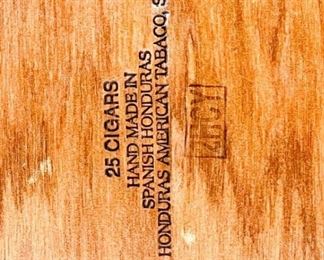 25 CIGARS
HAND MADE IN
SPANISH HONDURAS
HONDURAS AMERICAN TABACO, S